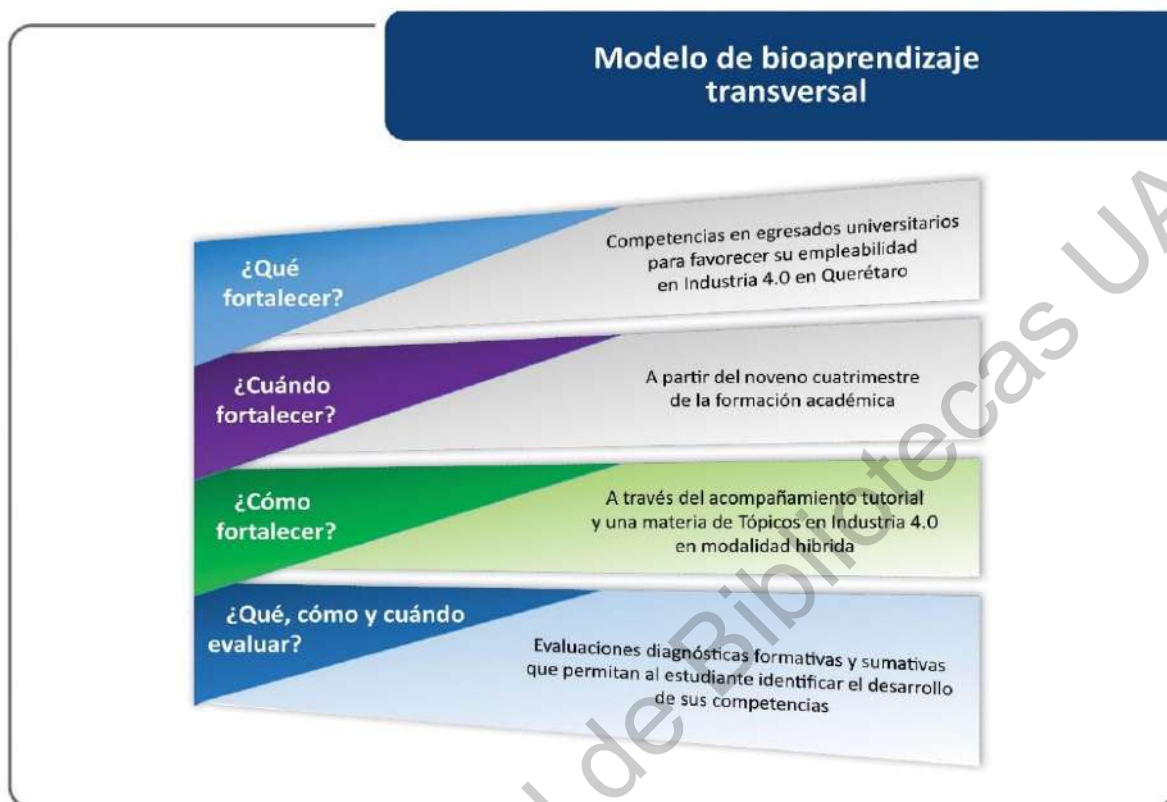 Modelo de bioaprendizaje
transversal
¿Qué
fortalecer?
Competencias en egresados universitarios
para favorecer su empleabilidad
en Industria 4.0 en Querétaro
¿Cuándo
fortalecer?
A partir del noveno cuatrimestre
de la formación académica
¿Cómo
fortalecer?
A través del acompañamiento tutorial
y una materia de Tópicos en Industria 4.0
en modalidad hibrida
¿Qué, cómo y cuándo
evaluar?
Evaluaciones diagnósticas formativas y sumativas
que permitan al estudiante identificar el desarrollo
de sus competencias
de Bibliotecas UA